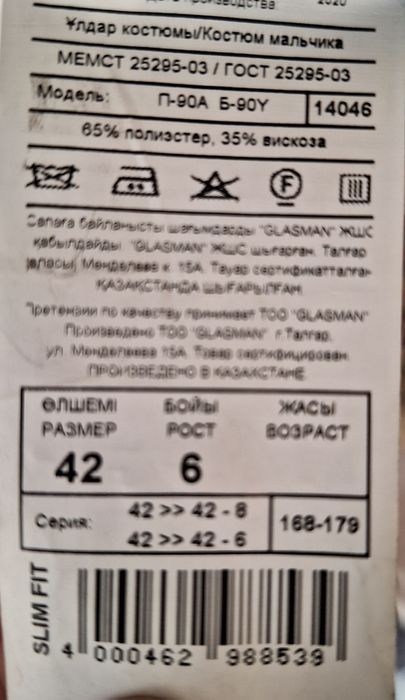 2020
Ұлдар костюмы/Костюм мальчика
МЕМСТ 25295-03 / ГОСТ 25295-03
Модель: П-90А Б-90Y 14046
65% полиэстер, 35% вискоза
F
Сапаға байланысты шағымдарды "GLASMAN" ЖШС
қабылдайды. "GLASMAN" ЖШС шығарған. Талғар
қаласы, Менделеев к. 15А. Тауар сертификатталған
ҚАЗАҚСТАНДА ШЫҒАРЫЛҒАН.
Претензии по качеству принимает ТОО "GLASMAN"
Произведено ТОО "GLASMAN" г.Талгар,
ул. Менделеева 15А. Товар сертифицирован.
ПРОИЗВЕДЕНО В КАЗАХСТАНЕ.
ӨЛШЕМІ БОЙЫ ЖАСЫ
РАЗМЕР РОСТ ВОЗРАСТ
42 6
Серия: 42 >> 42 - 8
42 >> 42 - 6
168-179
SLIM FIT
4 000462 988539